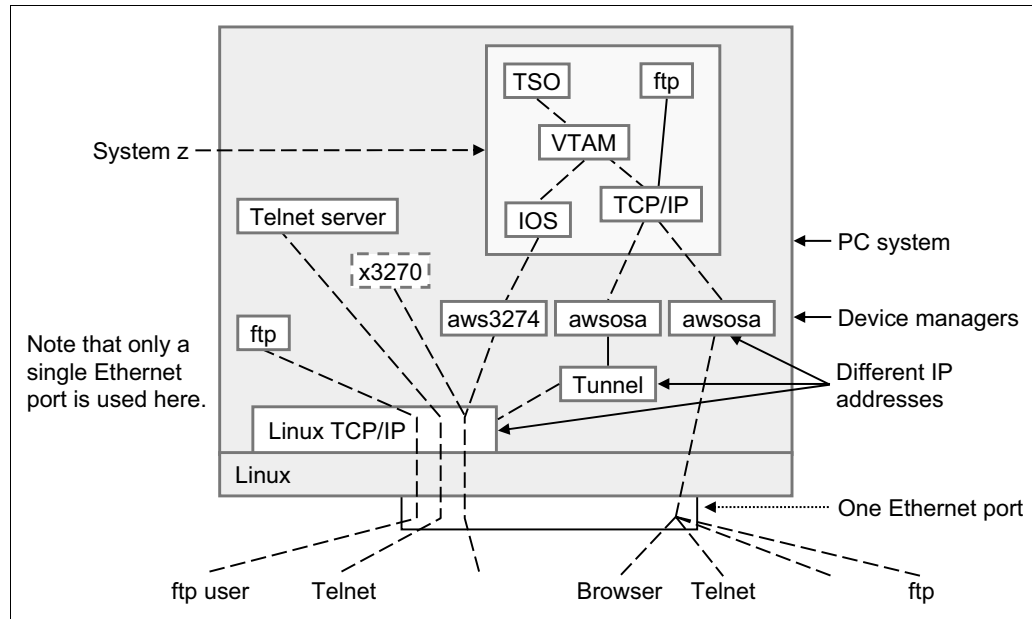 TSO
ftp
VTAM
System z
TCP/IP
IOS
Telnet server
PC system
x3270
aws3274
awsosa
awsosa
Device managers
ftp
Note that only a
single Ethernet
port is used here.
Tunnel
Different IP
addresses
Linux TCP/IP
Linux
One Ethernet port
ftp user
Telnet
Browser
Telnet
ftp